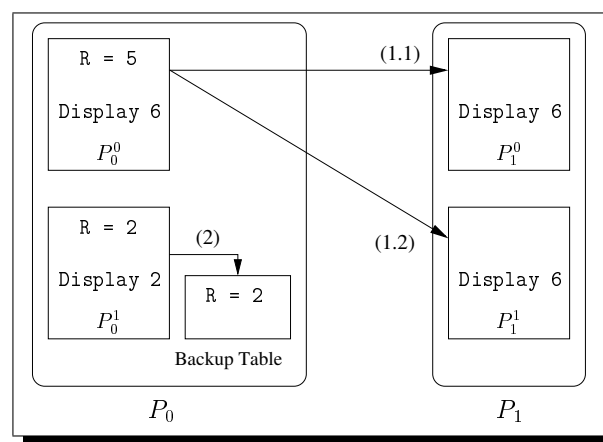 R = 5
Display 6
P_0^0
(1.1)
Display 6
P_1^0
R = 2
Display 2
P_0^1
(2)
R = 2
Backup Table
(1.2)
Display 6
P_1^1
P_0
P_1